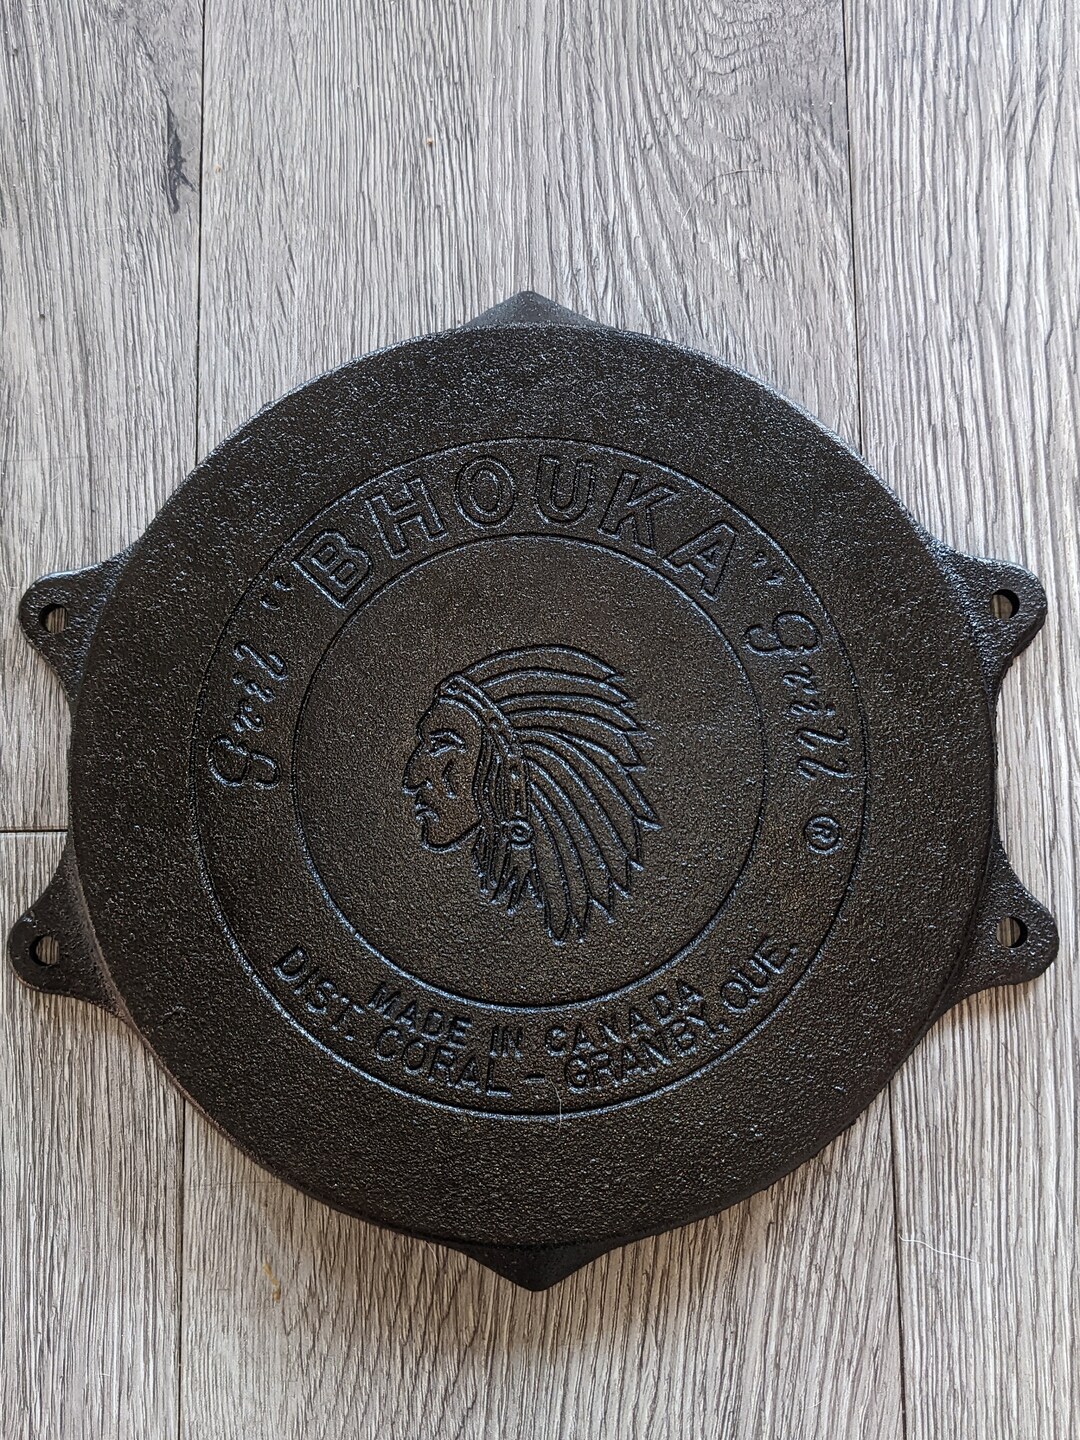 Gril "BHOUKA" Grill ®
MADE IN CANADA
DIST. CORAL - GRANBY, QUE.